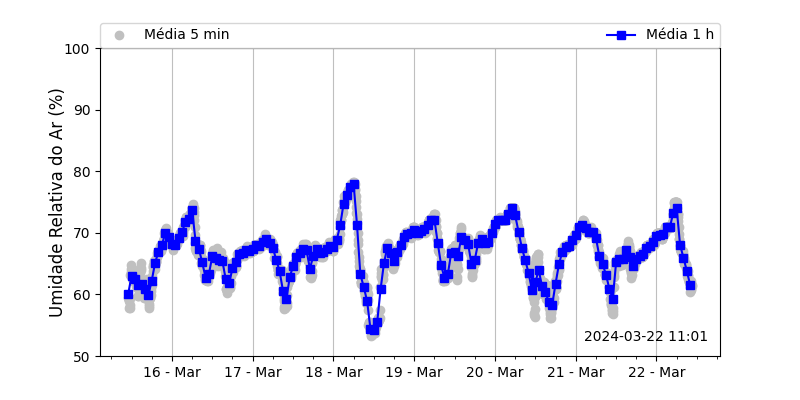 Média 5 min
Média 1 h
Umidade Relativa do Ar (%)
100
90
80
70
60
50
2024-03-22 11:01
16 - Mar
17 - Mar
18 - Mar
19 - Mar
20 - Mar
21 - Mar
22 - Mar